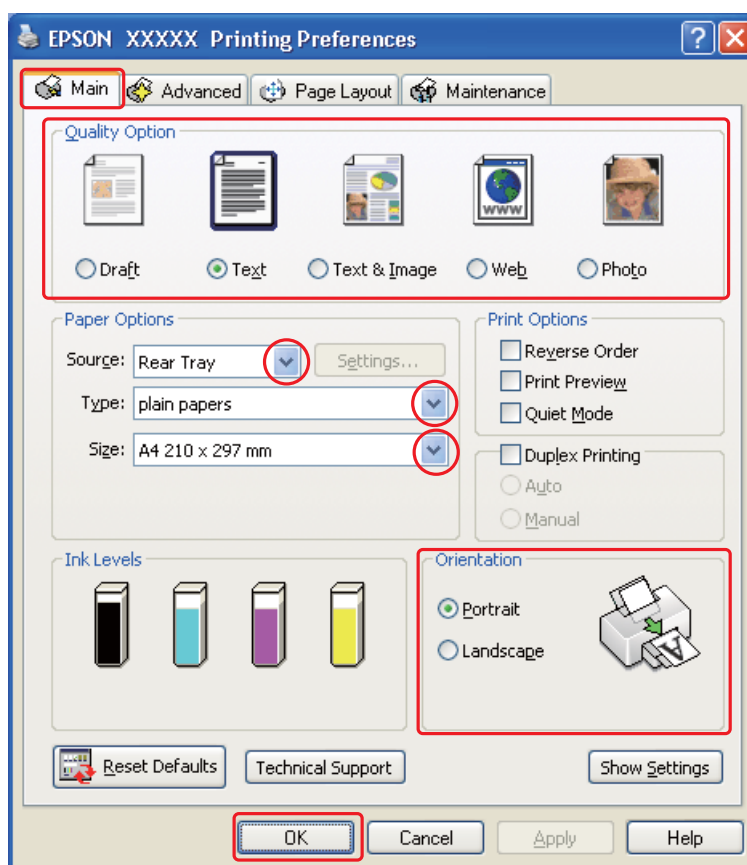 EPSON XXXXX Printing Preferences
Main Advanced Page Layout Maintenance
Quality Option
WWW
Draft Text Text & Image Web Photo
Paper Options
Source: Rear Tray Settings...
Type: plain papers
Size: A4 210 x 297 mm
Print Options
Reverse Order
Print Preview
Quiet Mode
Duplex Printing
Auto
Manual
Ink Levels
Orientation
Portrait
Landscape
A
Reset Defaults Technical Support Show Settings
OK Cancel Apply Help